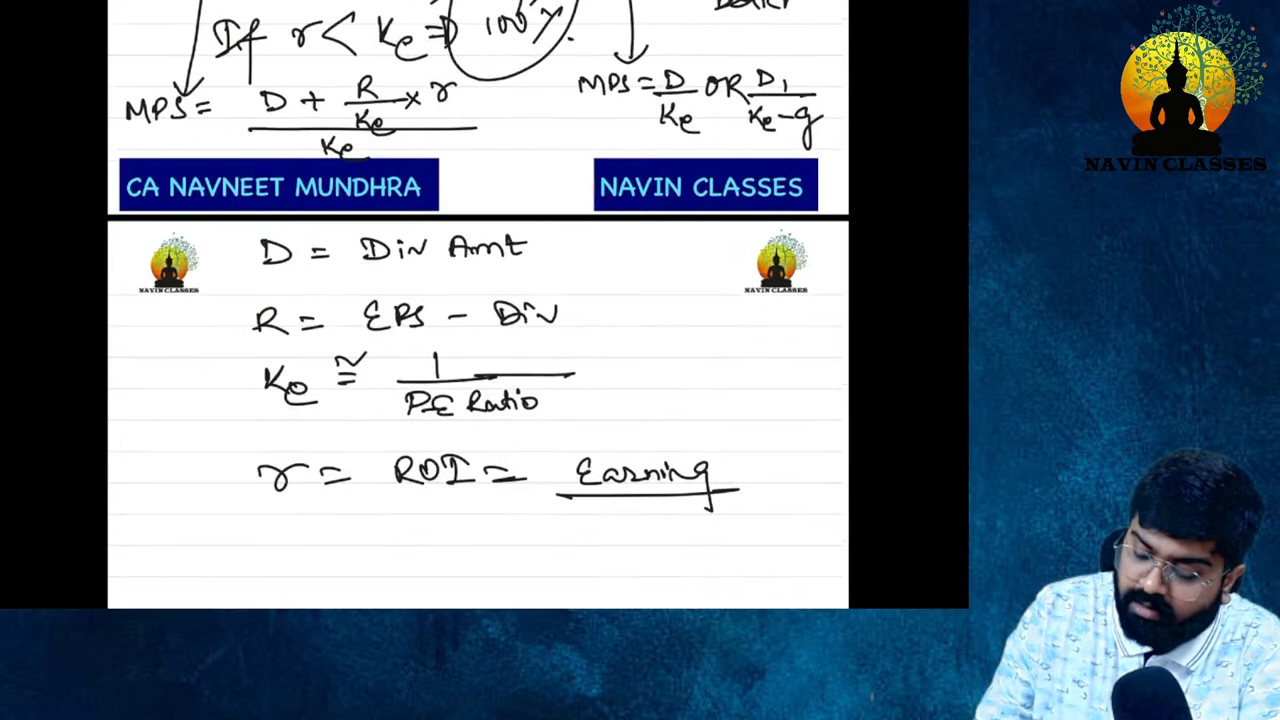 If r < Ke ⇒ 100%.
MPS = (D + R/Ke × r) / Ke
MPS = D/Ke OR D1/(Ke - g)
CA NAVNEET MUNDHRA
NAVIN CLASSES
NAVIN CLASSES
NAVIN CLASSES
NAVIN CLASSES
D = Div Amt
R = EPS - Div
Ke ≅ 1 / PE Ratio
r = ROI = Earning